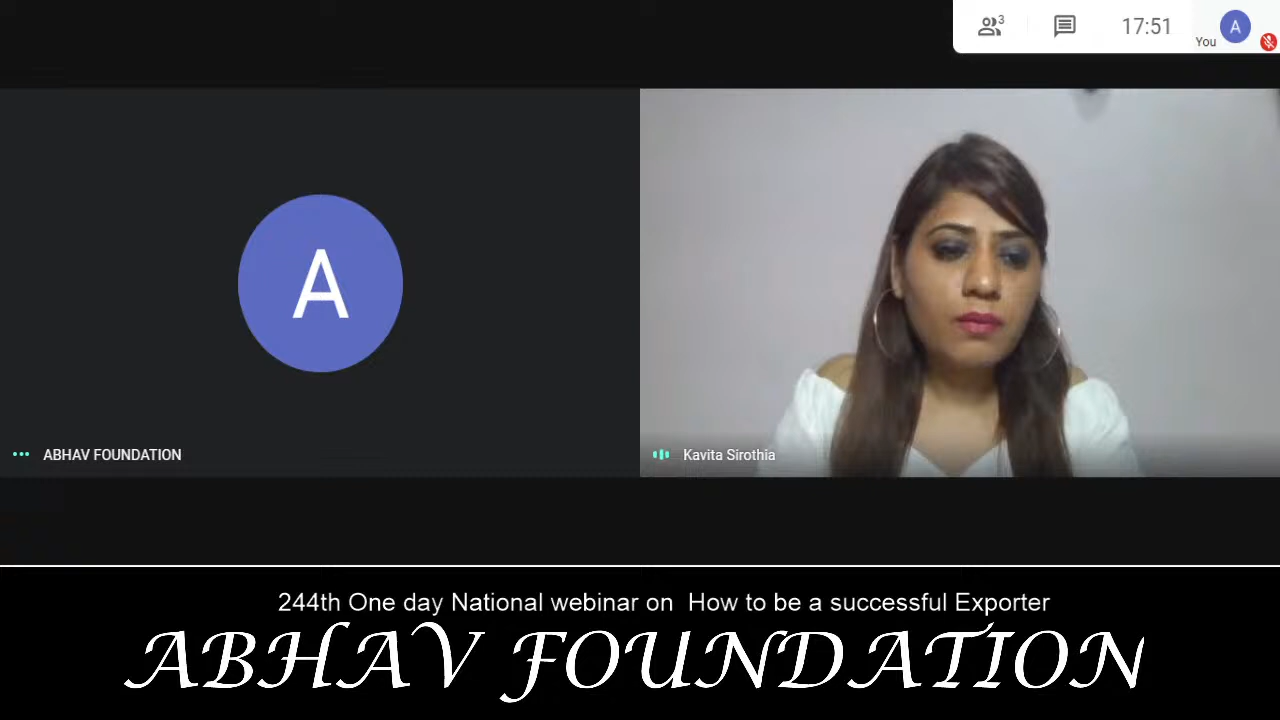 3
17:51
You
A
A
ABHAV FOUNDATION
Kavita Sirothia
244th One day National webinar on  How to be a successful Exporter
ABHAV FOUNDATION